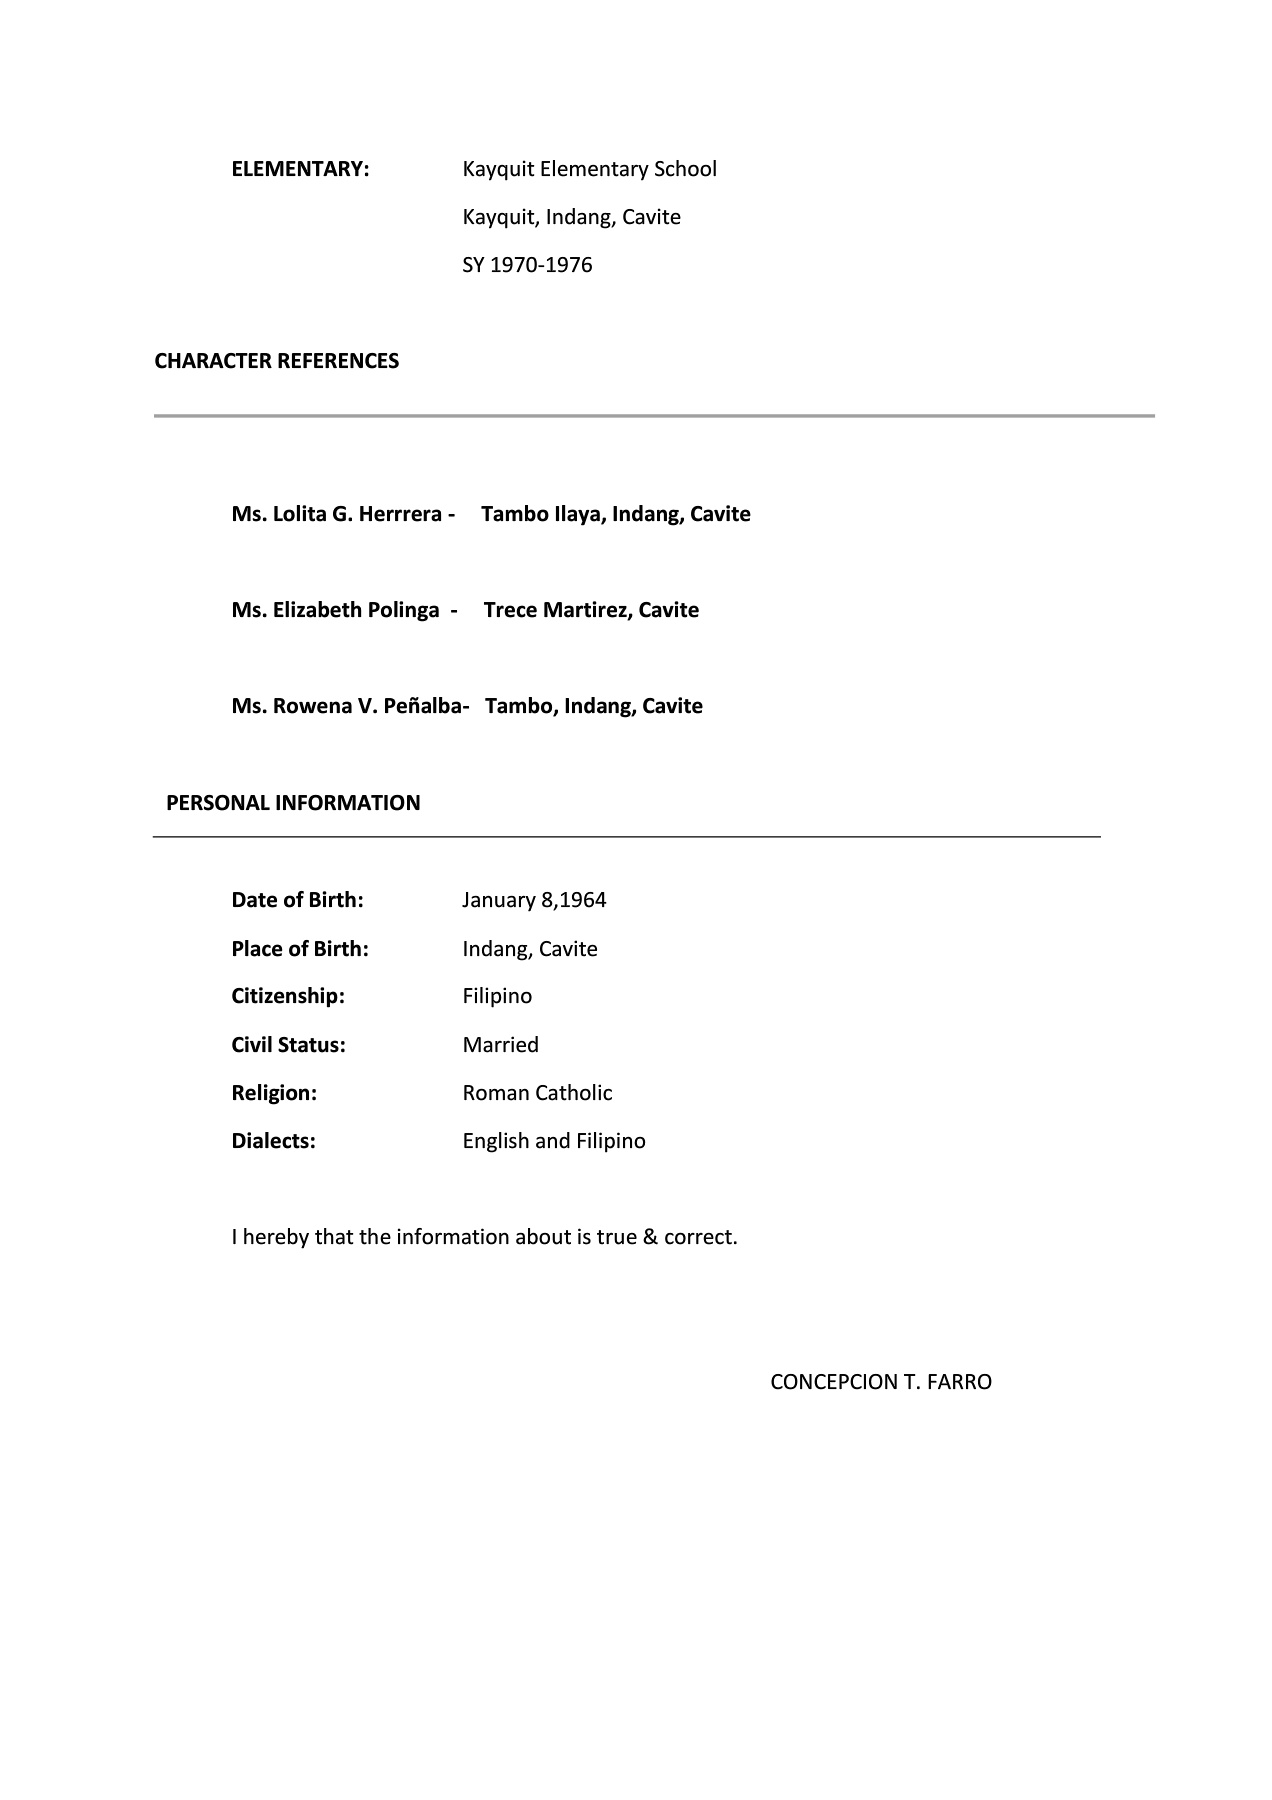 ELEMENTARY: Kayquit Elementary School
Kayquit, Indang, Cavite
SY 1970-1976
CHARACTER REFERENCES
Ms. Lolita G. Herrrera - Tambo Ilaya, Indang, Cavite
Ms. Elizabeth Polinga - Trece Martirez, Cavite
Ms. Rowena V. Peñalba- Tambo, Indang, Cavite
PERSONAL INFORMATION
Date of Birth: January 8,1964
Place of Birth: Indang, Cavite
Citizenship: Filipino
Civil Status: Married
Religion: Roman Catholic
Dialects: English and Filipino
I hereby that the information about is true & correct.
CONCEPCION T. FARRO